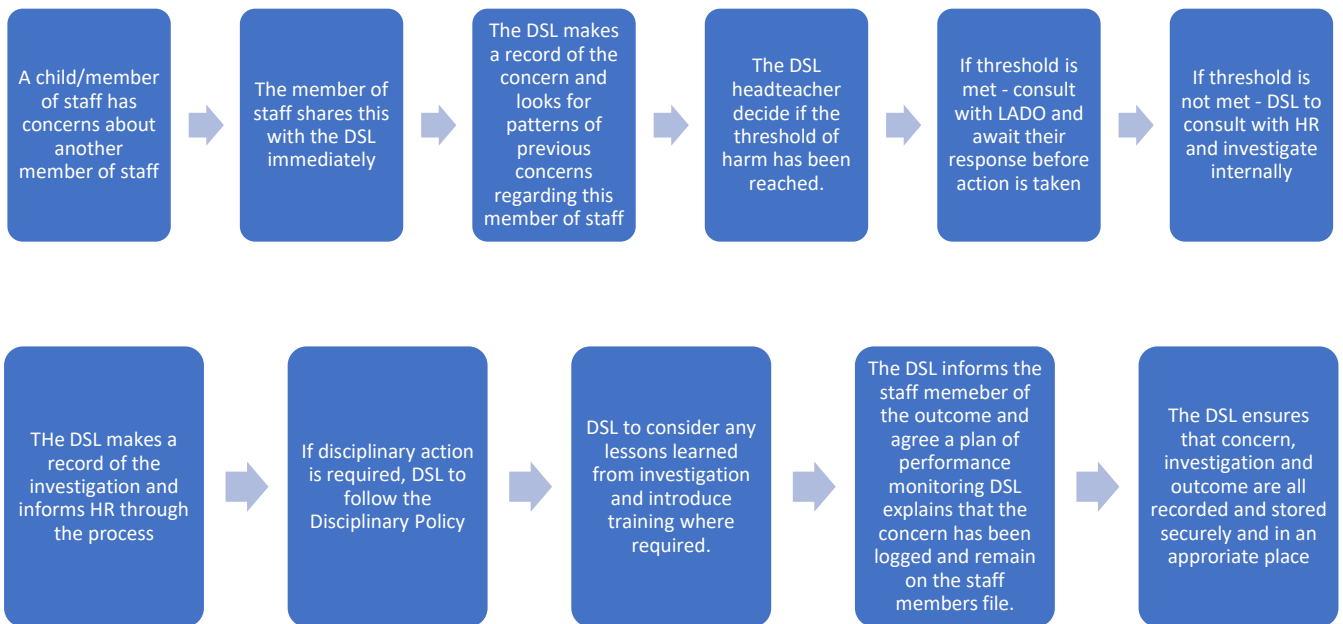 A child/member
of staff has
concerns about
another
member of staff
The member of
staff shares this
with the DSL
immediately
The DSL makes
a record of the
concern and
looks for
patterns of
previous
concerns
regarding this
member of staff
The DSL
headteacher
decide if the
threshold of
harm has been
reached.
If threshold is
met - consult
with LADO and
await their
response before
action is taken
If threshold is
not met - DSL to
consult with HR
and investigate
internally
THe DSL makes a
record of the
investigation and
informs HR through
the process
If disciplinary action
is required, DSL to
follow the
Disciplinary Policy
DSL to consider any
lessons learned
from investigation
and introduce
training where
required.
The DSL informs the
staff memeber of
the outcome and
agree a plan of
performance
monitoring DSL
explains that the
concern has been
logged and remain
on the staff
members file.
The DSL ensures
that concern,
investigation and
outcome are all
recorded and stored
securely and in an
approriate place